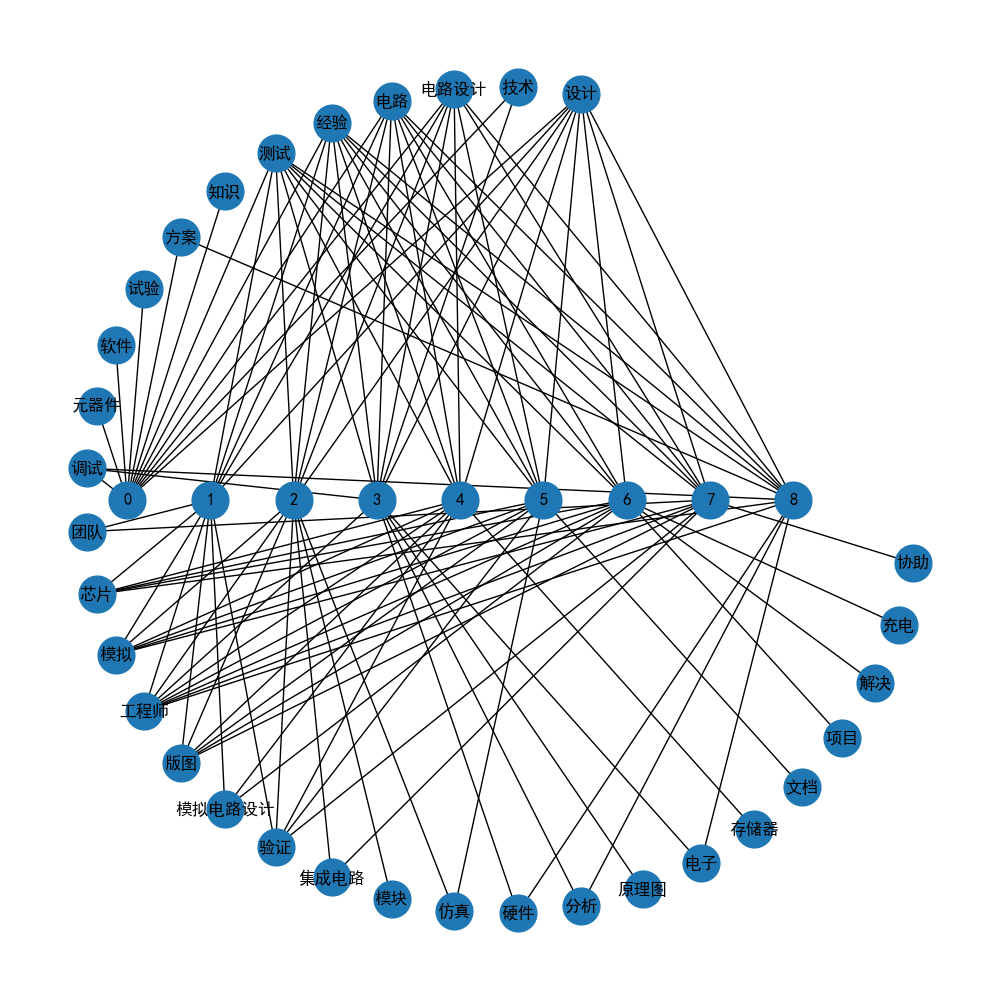 技术
电路设计
设计
电路
经验
测试
知识
方案
试验
软件
元器件
调试
0 1 2 3 4 5 6 7 8
团队
协助
芯片
充电
模拟
解决
工程师
项目
版图
文档
模拟电路设计
存储器
验证
电子
集成电路
原理图
模块
分析
仿真
硬件